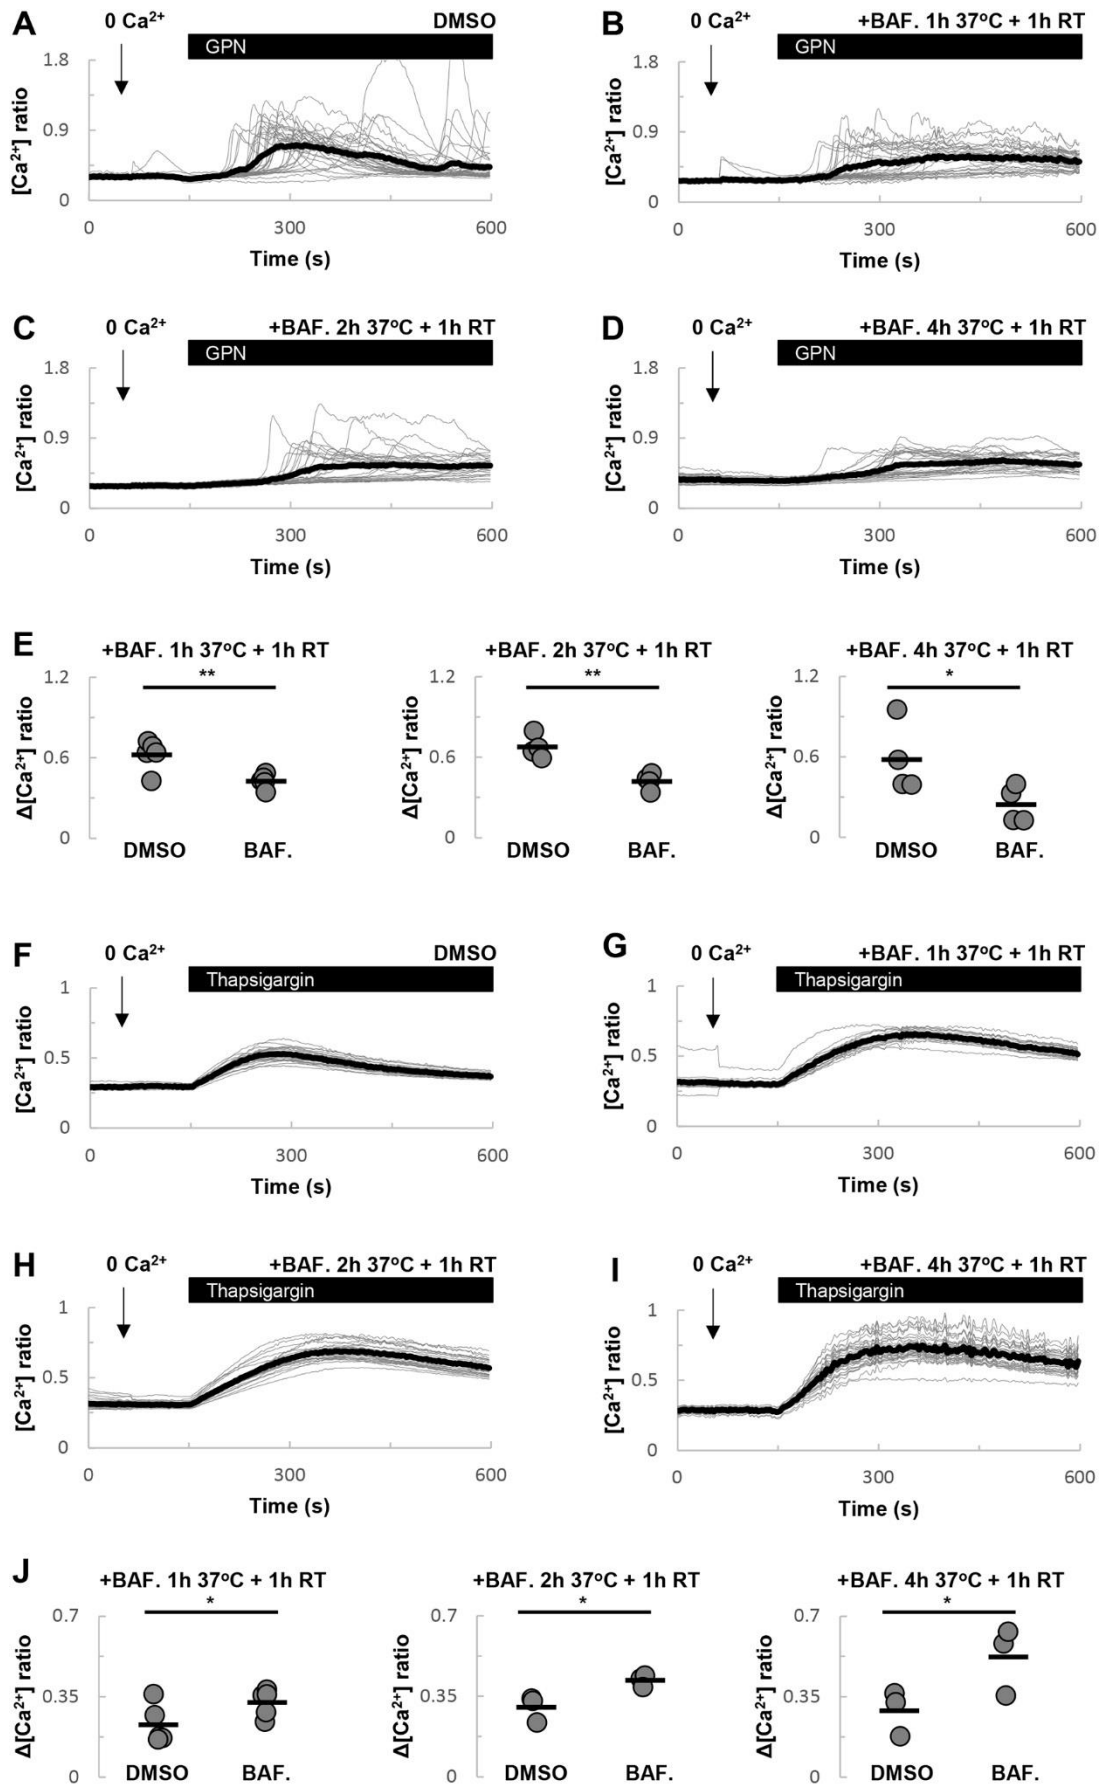 A
0 Ca²⁺
DMSO
GPN
1.8
0.9
0
[Ca²⁺] ratio
0
300
600
Time (s)
B
0 Ca²⁺
+BAF. 1h 37ºC + 1h RT
GPN
1.8
0.9
0
[Ca²⁺] ratio
0
300
600
Time (s)
C
0 Ca²⁺
+BAF. 2h 37ºC + 1h RT
GPN
1.8
0.9
0
[Ca²⁺] ratio
0
300
600
Time (s)
D
0 Ca²⁺
+BAF. 4h 37ºC + 1h RT
GPN
1.8
0.9
0
[Ca²⁺] ratio
0
300
600
Time (s)
E
+BAF. 1h 37ºC + 1h RT
**
1.2
0.6
0
Δ[Ca²⁺] ratio
DMSO
BAF.
+BAF. 2h 37ºC + 1h RT
**
1.2
0.6
0
Δ[Ca²⁺] ratio
DMSO
BAF.
+BAF. 4h 37ºC + 1h RT
*
1.2
0.6
0
Δ[Ca²⁺] ratio
DMSO
BAF.
F
0 Ca²⁺
DMSO
Thapsigargin
1
0.5
0
[Ca²⁺] ratio
0
300
600
Time (s)
G
0 Ca²⁺
+BAF. 1h 37ºC + 1h RT
Thapsigargin
1
0.5
0
[Ca²⁺] ratio
0
300
600
Time (s)
H
0 Ca²⁺
+BAF. 2h 37ºC + 1h RT
Thapsigargin
1
0.5
0
[Ca²⁺] ratio
0
300
600
Time (s)
I
0 Ca²⁺
+BAF. 4h 37ºC + 1h RT
Thapsigargin
1
0.5
0
[Ca²⁺] ratio
0
300
600
Time (s)
J
+BAF. 1h 37ºC + 1h RT
*
0.7
0.35
0
Δ[Ca²⁺] ratio
DMSO
BAF.
+BAF. 2h 37ºC + 1h RT
*
0.7
0.35
0
Δ[Ca²⁺] ratio
DMSO
BAF.
+BAF. 4h 37ºC + 1h RT
*
0.7
0.35
0
Δ[Ca²⁺] ratio
DMSO
BAF.